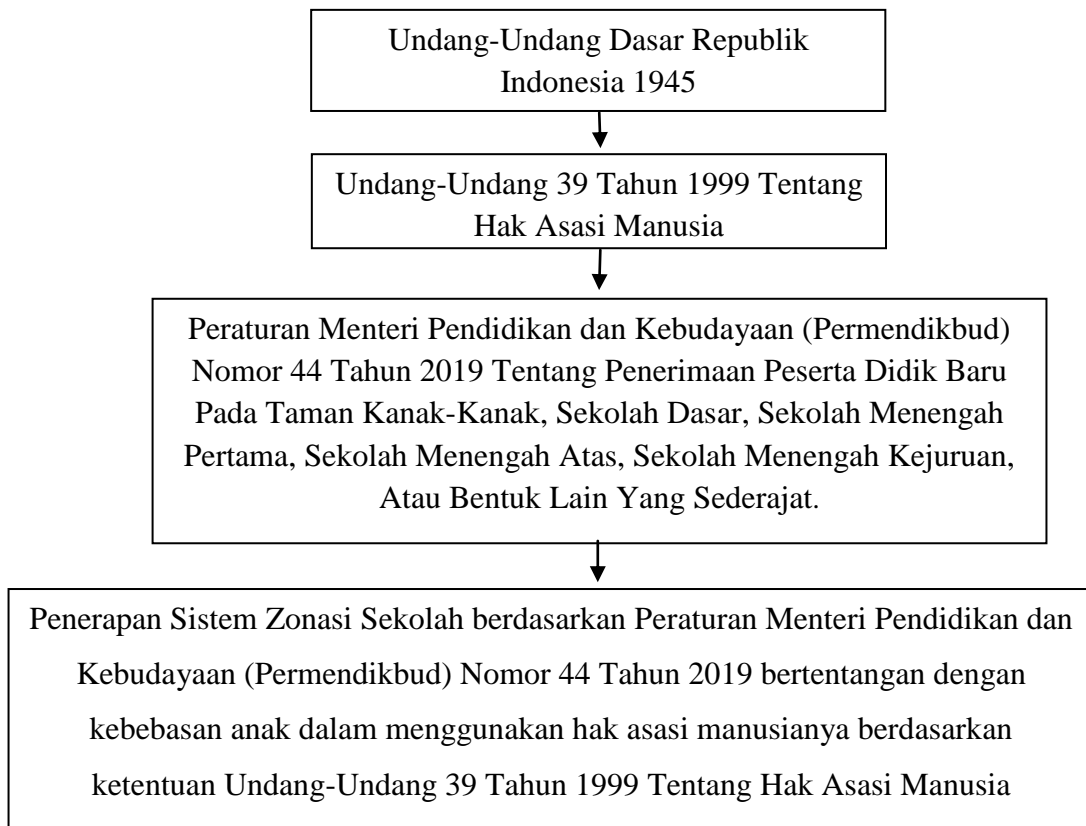 Undang-Undang Dasar Republik
Indonesia 1945
Undang-Undang 39 Tahun 1999 Tentang
Hak Asasi Manusia
Peraturan Menteri Pendidikan dan Kebudayaan (Permendikbud)
Nomor 44 Tahun 2019 Tentang Penerimaan Peserta Didik Baru
Pada Taman Kanak-Kanak, Sekolah Dasar, Sekolah Menengah
Pertama, Sekolah Menengah Atas, Sekolah Menengah Kejuruan,
Atau Bentuk Lain Yang Sederajat.
Penerapan Sistem Zonasi Sekolah berdasarkan Peraturan Menteri Pendidikan dan
Kebudayaan (Permendikbud) Nomor 44 Tahun 2019 bertentangan dengan
kebebasan anak dalam menggunakan hak asasi manusianya berdasarkan
ketentuan Undang-Undang 39 Tahun 1999 Tentang Hak Asasi Manusia